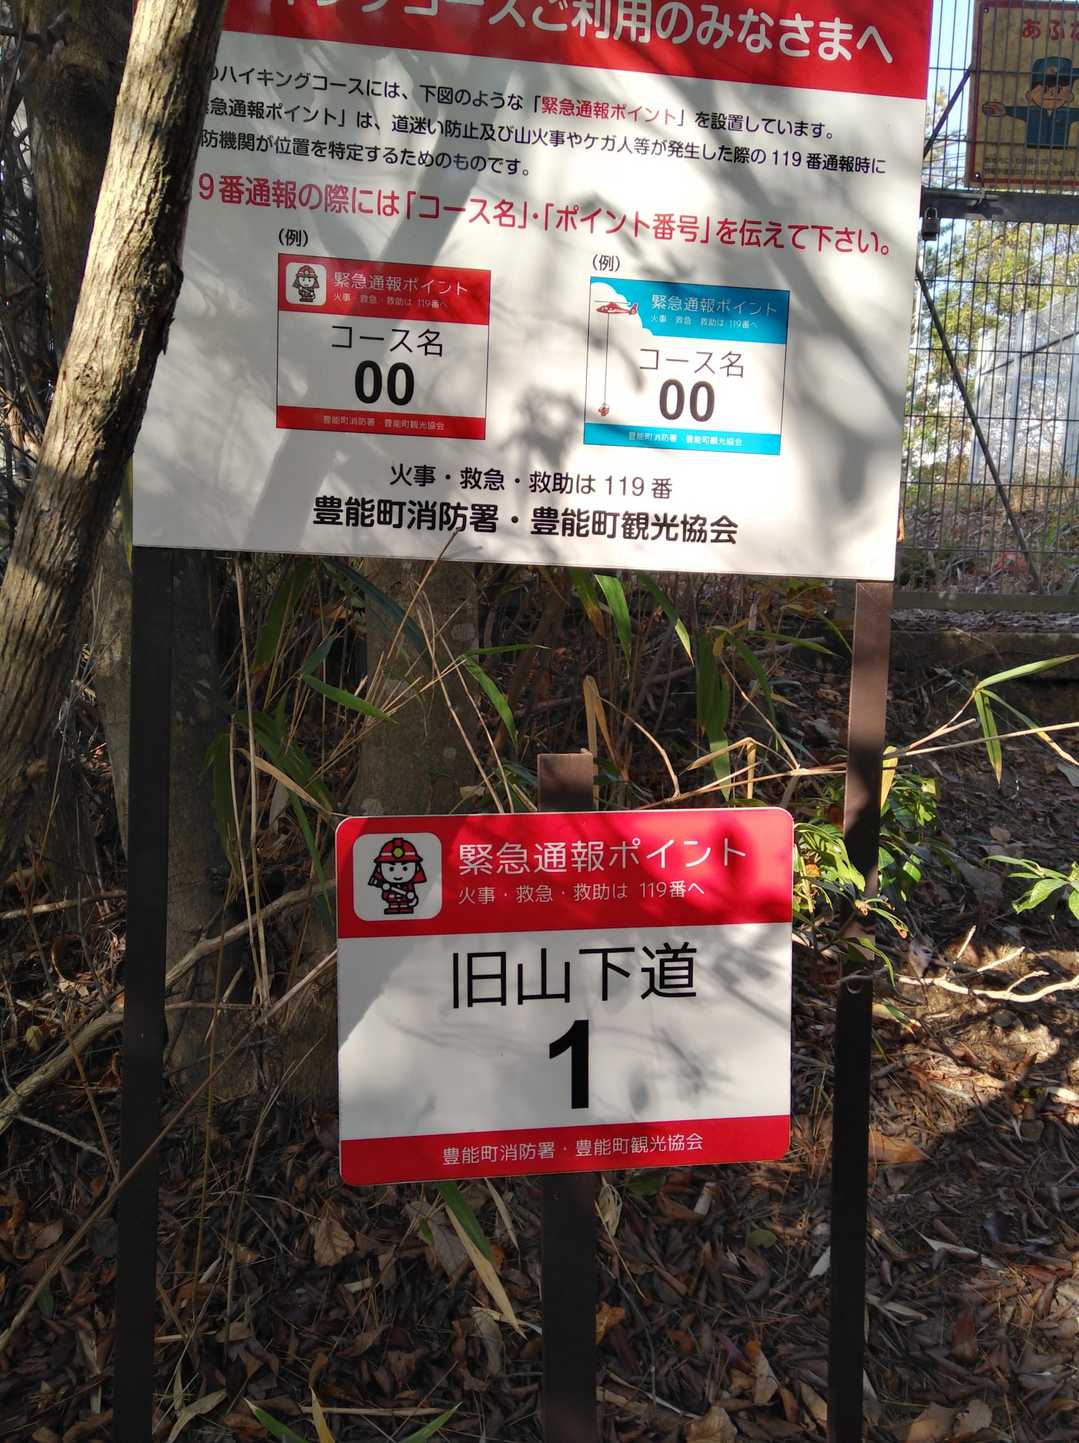 ングコースご利用のみなさまへ
のハイキングコースには、下図のような「緊急通報ポイント」を設置しています。
急通報ポイント」は、道迷い防止及び山火事やケガ人等が発生した際の119番通報時に
防機関が位置を特定するためのものです。
9番通報の際には「コース名」・「ポイント番号」を伝えて下さい。
(例)
緊急通報ポイント
火事・救急・救助は 119番へ
コース名
00
豊能町消防署・豊能町観光協会
(例)
緊急通報ポイント
火事・救急・救助は 119番へ
コース名
00
豊能町消防署・豊能町観光協会
火事・救急・救助は119番
豊能町消防署・豊能町観光協会
緊急通報ポイント
火事・救急・救助は 119番へ
旧山下道
1
豊能町消防署・豊能町観光協会
あぶ